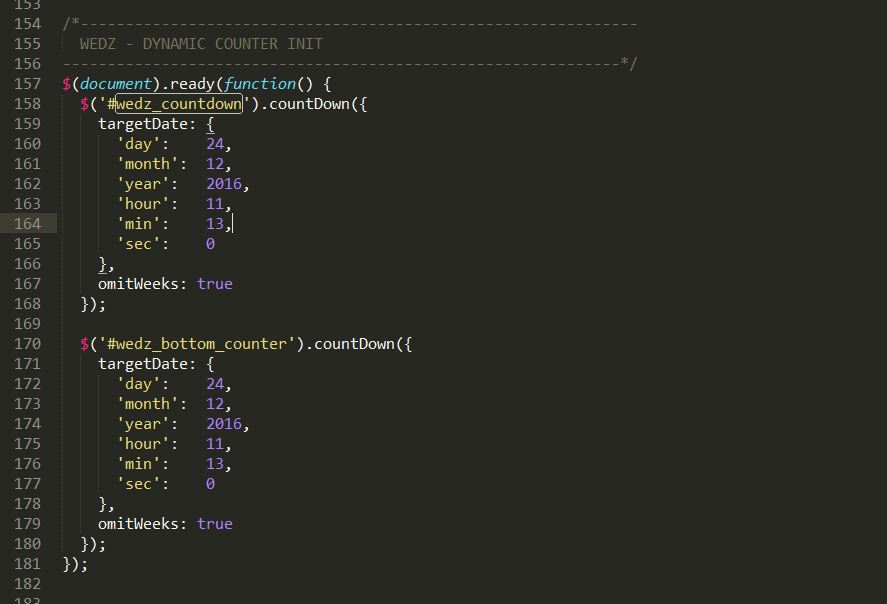 153
154 /*--------------------------------------------------------------
155   WEDZ - DYNAMIC COUNTER INIT
156 --------------------------------------------------------------*/
157 $(document).ready(function() {
158   $('#wedz_countdown').countDown({
159     targetDate: {
160       'day':    24,
161       'month':  12,
162       'year':   2016,
163       'hour':   11,
164       'min':    13,
165       'sec':    0
166     },
167     omitWeeks: true
168   });
169
170   $('#wedz_bottom_counter').countDown({
171     targetDate: {
172       'day':    24,
173       'month':  12,
174       'year':   2016,
175       'hour':   11,
176       'min':    13,
177       'sec':    0
178     },
179     omitWeeks: true
180   });
181 });
182
183